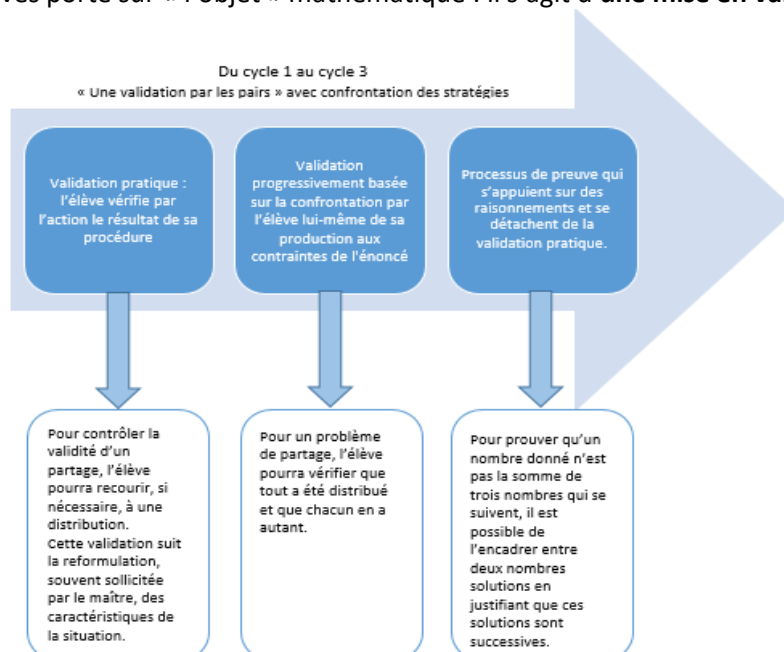 ves porte sur « l'objet » mathématique : il s'agit d'une mise en va
Du cycle 1 au cycle 3
« Une validation par les pairs » avec confrontation des stratégies
Validation pratique :
l'élève vérifie par
l'action le résultat de sa
procédure
Validation
progressivement basée
sur la confrontation par
l'élève lui-même de sa
production aux
contraintes de l'énoncé
Processus de preuve qui
s'appuient sur des
raisonnements et se
détachent de la
validation pratique.
Pour contrôler la
validité d'un
partage, l'élève
pourra recourir, si
nécessaire, à une
distribution.
Cette validation suit
la reformulation,
souvent sollicitée
par le maître, des
caractéristiques de
la situation.
Pour un problème
de partage, l'élève
pourra vérifier que
tout a été distribué
et que chacun en a
autant.
Pour prouver qu'un
nombre donné n'est
pas la somme de
trois nombres qui se
suivent, il est
possible de
l'encadrer entre
deux nombres
solutions en
justifiant que ces
solutions sont
successives.